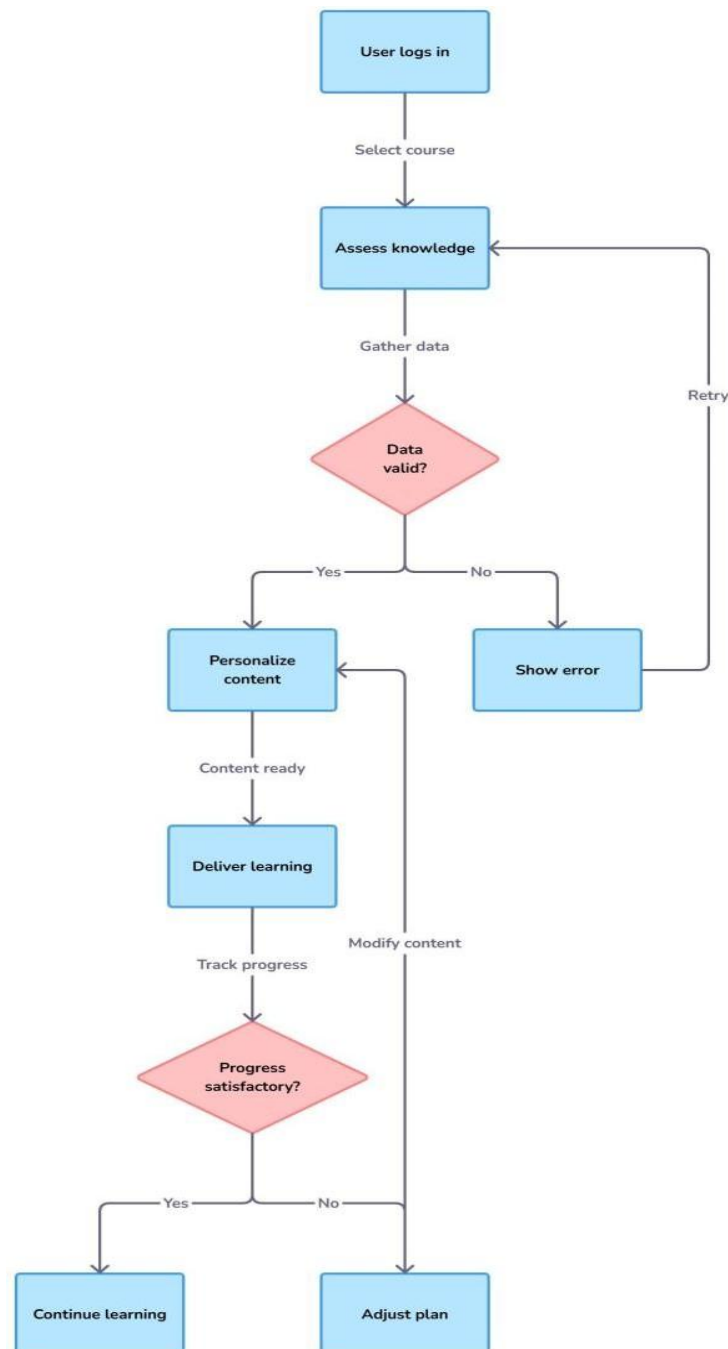 User logs in
Select course
Assess knowledge
Gather data
Retry
Data
valid?
Yes
No
Personalize
content
Show error
Content ready
Deliver learning
Modify content
Track progress
Progress
satisfactory?
Yes
No
Continue learning
Adjust plan